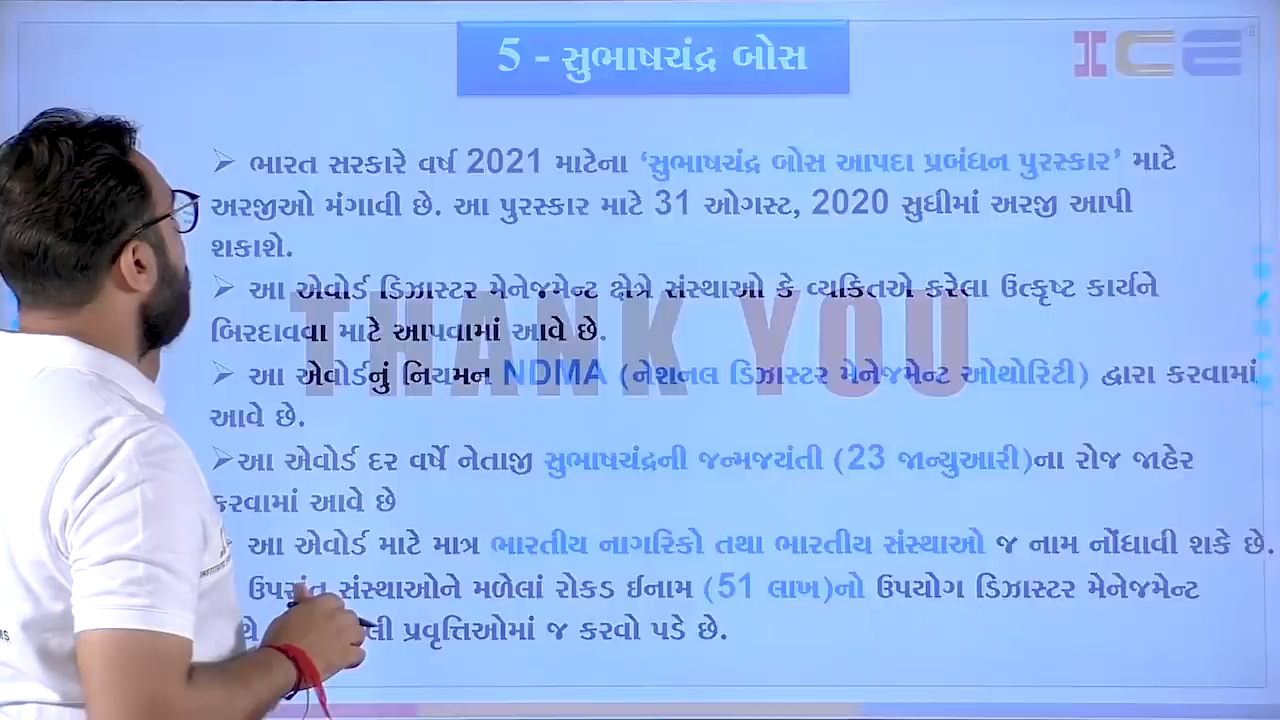 5 - સુભાષચંદ્ર બોસ
ICE
➢ ભારત સરકારે વર્ષ 2021 માટેના ‘સુભાષચંદ્ર બોસ આપદા પ્રબંધન પુરસ્કાર’ માટે
અરજીઓ મંગાવી છે. આ પુરસ્કાર માટે 31 ઓગસ્ટ, 2020 સુધીમાં અરજી આપી
શકાશે.
➢ આ એવોર્ડ ડિઝાસ્ટર મેનેજમેન્ટ ક્ષેત્રે સંસ્થાઓ કે વ્યકિતએ કરેલા ઉત્કૃષ્ટ કાર્યને
બિરદાવવા માટે આપવામાં આવે છે.
THANK YOU
➢ આ એવોર્ડનું નિયમન NDMA (નેશનલ ડિઝાસ્ટર મેનેજમેન્ટ ઓથોરિટી) દ્વારા કરવામાં
આવે છે.
➢આ એવોર્ડ દર વર્ષે નેતાજી સુભાષચંદ્રની જન્મજયંતી (23 જાન્યુઆરી)ના રોજ જાહેર
કરવામાં આવે છે
આ એવોર્ડ માટે માત્ર ભારતીય નાગરિકો તથા ભારતીય સંસ્થાઓ જ નામ નોંધાવી શકે છે.
ઉપરાંત સંસ્થાઓને મળેલાં રોકડ ઈનામ (51 લાખ)નો ઉપયોગ ડિઝાસ્ટર મેનેજમેન્ટ
પ્રવૃત્તિઓમાં જ કરવો પડે છે.